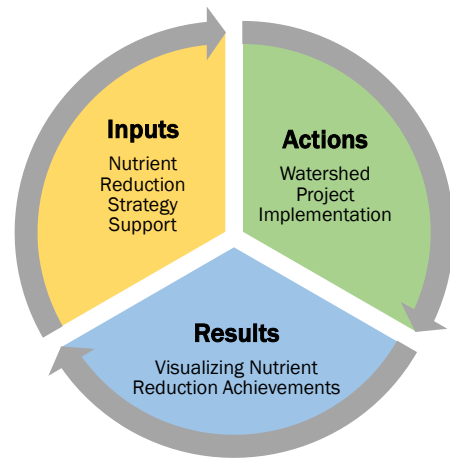 Inputs
Nutrient
Reduction
Strategy
Support
Actions
Watershed
Project
Implementation
Results
Visualizing Nutrient
Reduction Achievements